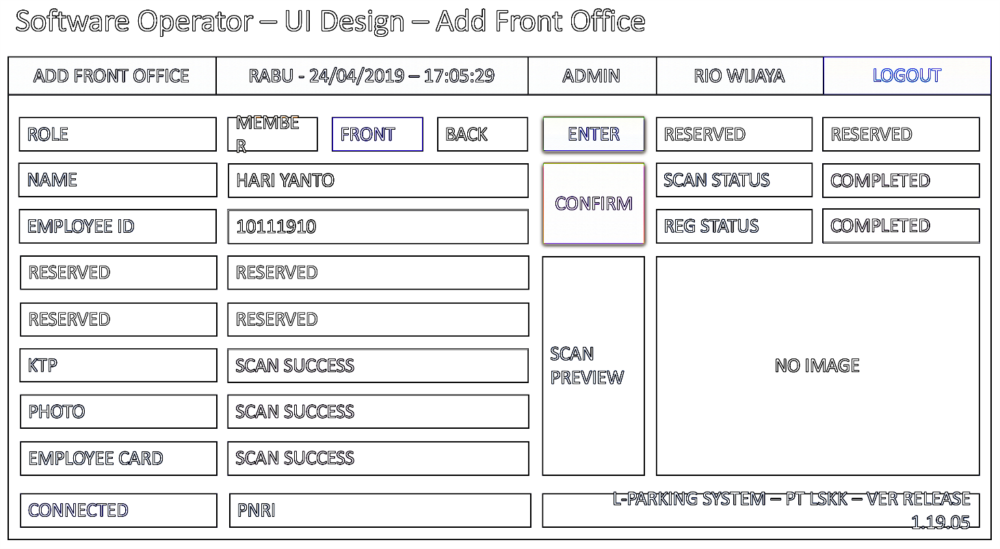 Software Operator – UI Design – Add Front Office
ADD FRONT OFFICE
RABU - 24/04/2019 – 17:05:29
ADMIN
RIO WIJAYA
LOGOUT
ROLE
MEMBE
R
FRONT
BACK
ENTER
RESERVED
RESERVED
NAME
HARI YANTO
CONFIRM
SCAN STATUS
COMPLETED
EMPLOYEE ID
10111910
REG STATUS
COMPLETED
RESERVED
RESERVED
RESERVED
RESERVED
KTP
SCAN SUCCESS
SCAN
PREVIEW
NO IMAGE
PHOTO
SCAN SUCCESS
EMPLOYEE CARD
SCAN SUCCESS
CONNECTED
PNRI
L-PARKING SYSTEM – PT LSKK – VER RELEASE
1.19.05